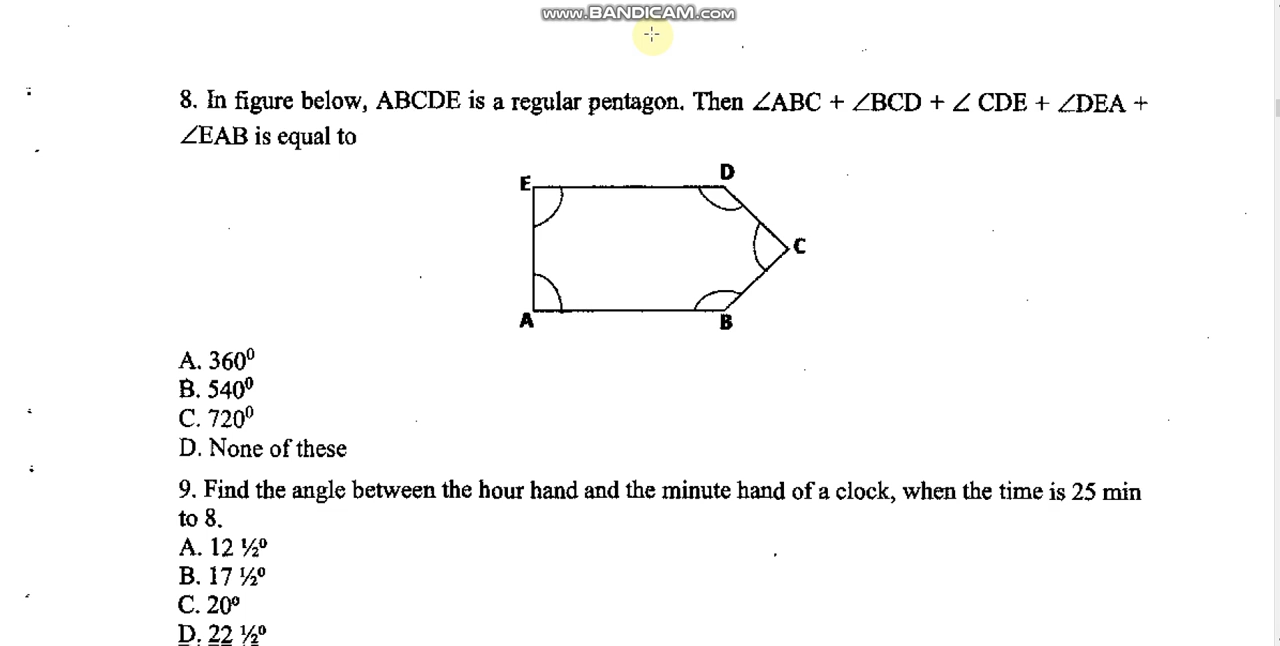 www.BANDICAM.com
8. In figure below, ABCDE is a regular pentagon. Then ∠ABC + ∠BCD + ∠ CDE + ∠DEA +
∠EAB is equal to
E
D
C
A
B
A. 360⁰
B. 540⁰
C. 720⁰
D. None of these
9. Find the angle between the hour hand and the minute hand of a clock, when the time is 25 min
to 8.
A. 12 ½⁰
B. 17 ½⁰
C. 20⁰
D. 22 ½⁰